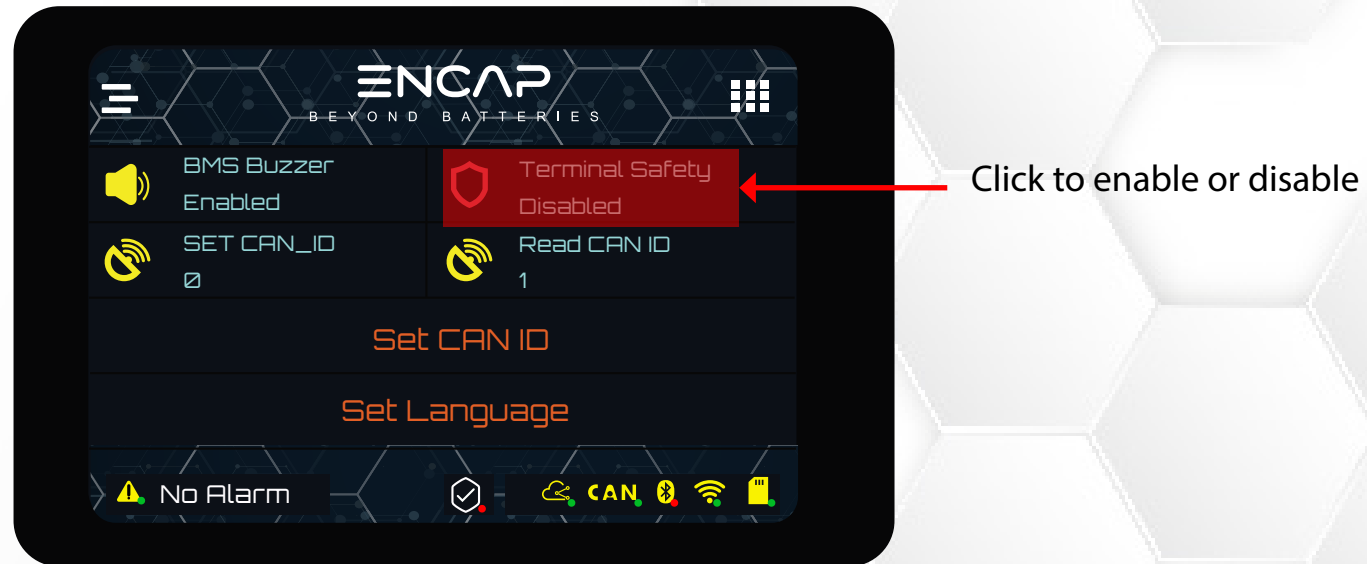 ENCAP
BEYOND BATTERIES
BMS Buzzer
Enabled
Terminal Safety
Disabled
Click to enable or disable
SET CAN_ID
0
Read CAN ID
1
Set CAN ID
Set Language
No Alarm
CAN